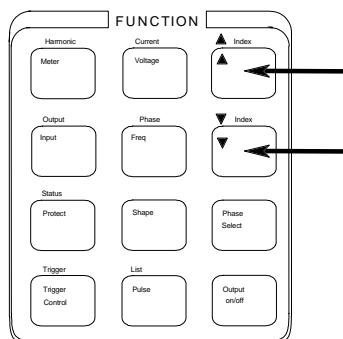 FUNCTION
Harmonic Current ▲ Index
Meter Voltage ▲
Output Phase ▼ Index
Input Freq ▼
Status
Protect Shape Phase
Select
Trigger List
Trigger Pulse Output
Control on/off